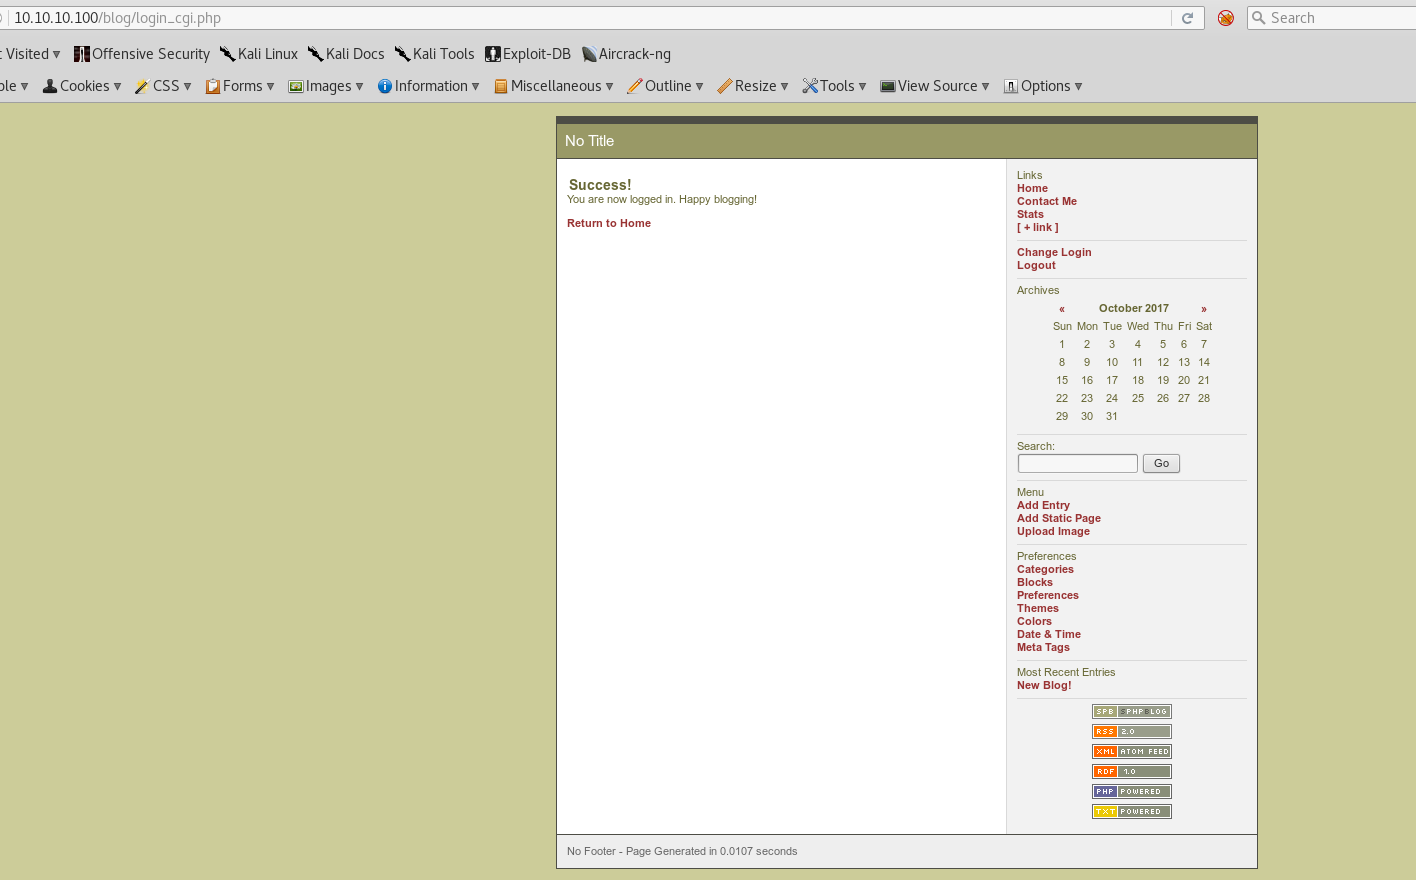 10.10.10.100/blog/login_cgi.php
Search
Visited Offensive Security Kali Linux Kali Docs Kali Tools Exploit-DB Aircrack-ng
Cookies CSS Forms Images Information Miscellaneous Outline Resize Tools View Source Options
No Title
Success!
You are now logged in. Happy blogging!
Return to Home
Links
Home
Contact Me
Stats
[ + link ]
Change Login
Logout
Archives
« October 2017 »
Sun Mon Tue Wed Thu Fri Sat
1 2 3 4 5 6 7
8 9 10 11 12 13 14
15 16 17 18 19 20 21
22 23 24 25 26 27 28
29 30 31
Search:
Go
Menu
Add Entry
Add Static Page
Upload Image
Preferences
Categories
Blocks
Preferences
Themes
Colors
Date & Time
Meta Tags
Most Recent Entries
New Blog!
SPB SPHPBLOG
RSS 2.0
XML ATOM FEED
RDF 1.0
PHP POWERED
TXT POWERED
No Footer - Page Generated in 0.0107 seconds